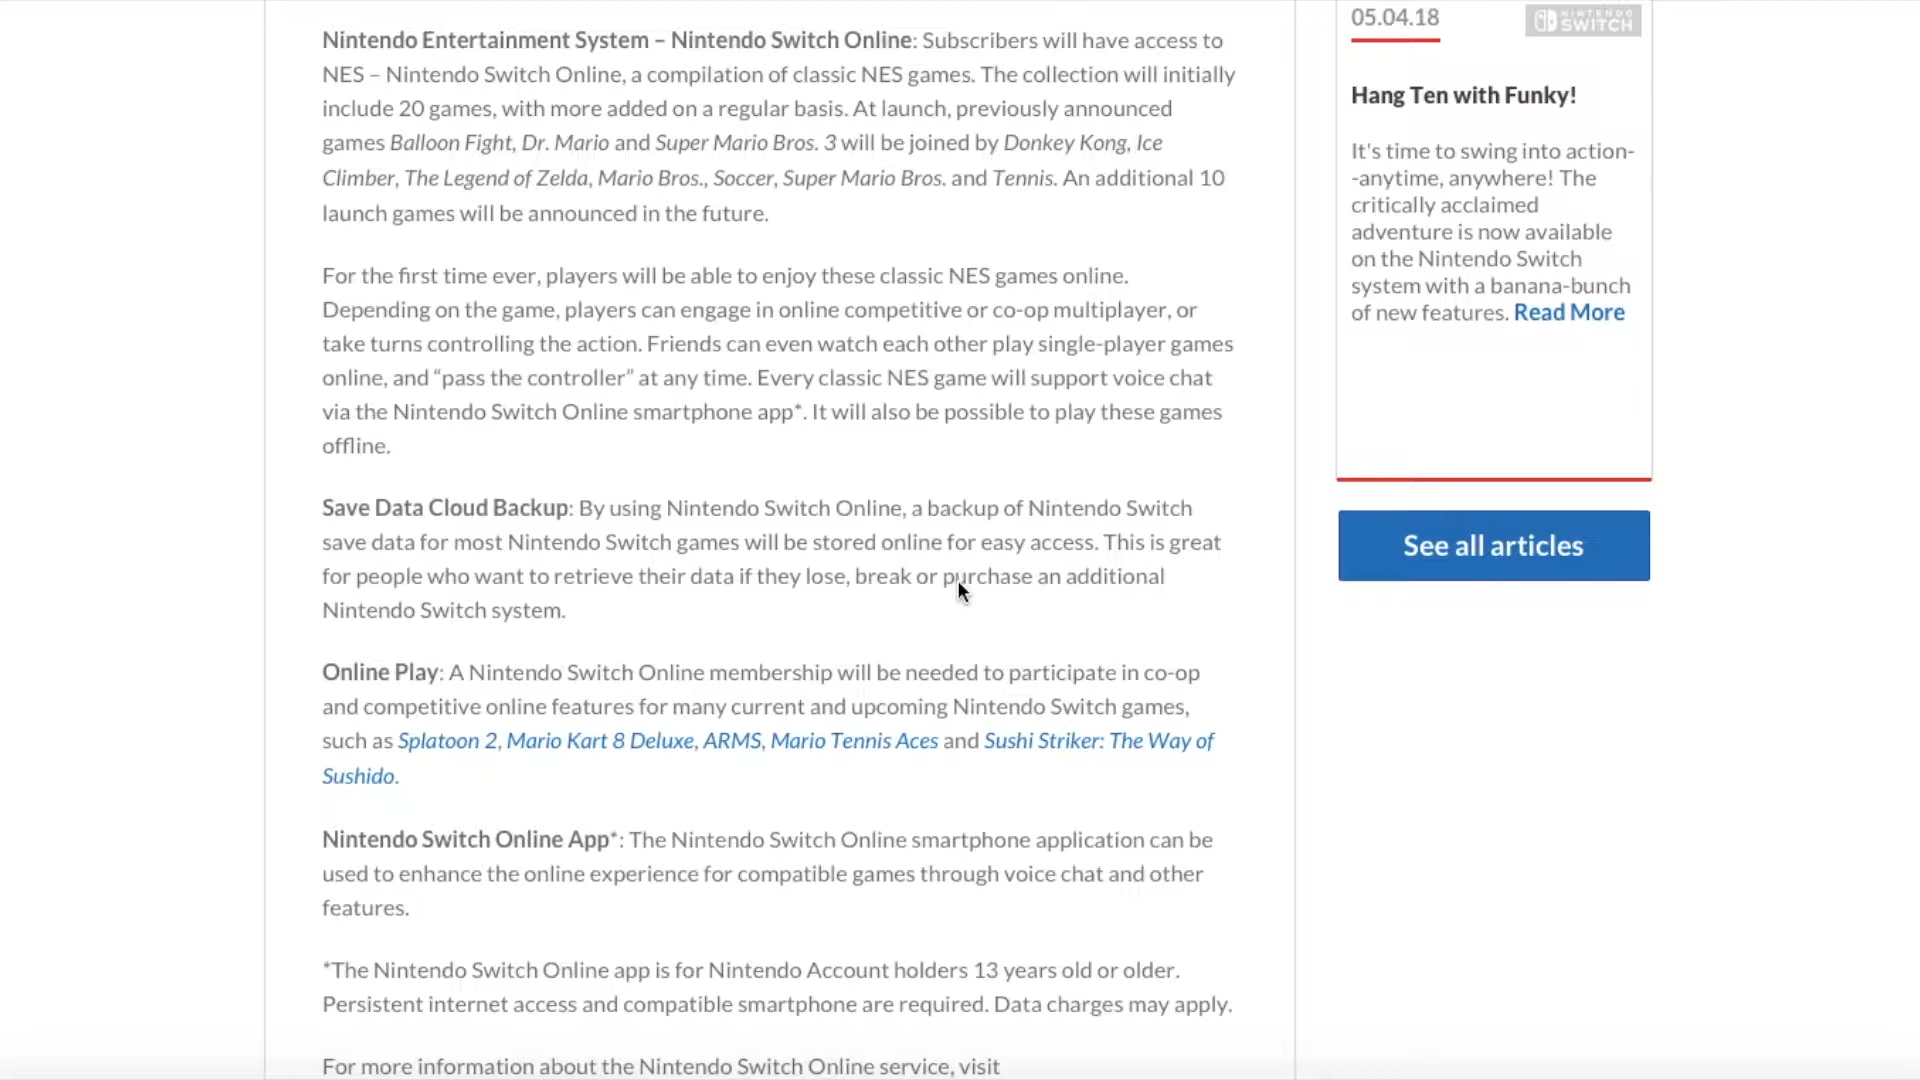 Nintendo Entertainment System – Nintendo Switch Online: Subscribers will have access to
NES – Nintendo Switch Online, a compilation of classic NES games. The collection will initially
include 20 games, with more added on a regular basis. At launch, previously announced
games Balloon Fight, Dr. Mario and Super Mario Bros. 3 will be joined by Donkey Kong, Ice
Climber, The Legend of Zelda, Mario Bros., Soccer, Super Mario Bros. and Tennis. An additional 10
launch games will be announced in the future.
For the first time ever, players will be able to enjoy these classic NES games online.
Depending on the game, players can engage in online competitive or co-op multiplayer, or
take turns controlling the action. Friends can even watch each other play single-player games
online, and “pass the controller” at any time. Every classic NES game will support voice chat
via the Nintendo Switch Online smartphone app*. It will also be possible to play these games
offline.
Save Data Cloud Backup: By using Nintendo Switch Online, a backup of Nintendo Switch
save data for most Nintendo Switch games will be stored online for easy access. This is great
for people who want to retrieve their data if they lose, break or purchase an additional
Nintendo Switch system.
Online Play: A Nintendo Switch Online membership will be needed to participate in co-op
and competitive online features for many current and upcoming Nintendo Switch games,
such as Splatoon 2, Mario Kart 8 Deluxe, ARMS, Mario Tennis Aces and Sushi Striker: The Way of
Sushido.
Nintendo Switch Online App*: The Nintendo Switch Online smartphone application can be
used to enhance the online experience for compatible games through voice chat and other
features.
*The Nintendo Switch Online app is for Nintendo Account holders 13 years old or older.
Persistent internet access and compatible smartphone are required. Data charges may apply.
For more information about the Nintendo Switch Online service, visit
05.04.18
NINTENDO
SWITCH
Hang Ten with Funky!
It's time to swing into action-
-anytime, anywhere! The
critically acclaimed
adventure is now available
on the Nintendo Switch
system with a banana-bunch
of new features. Read More
See all articles